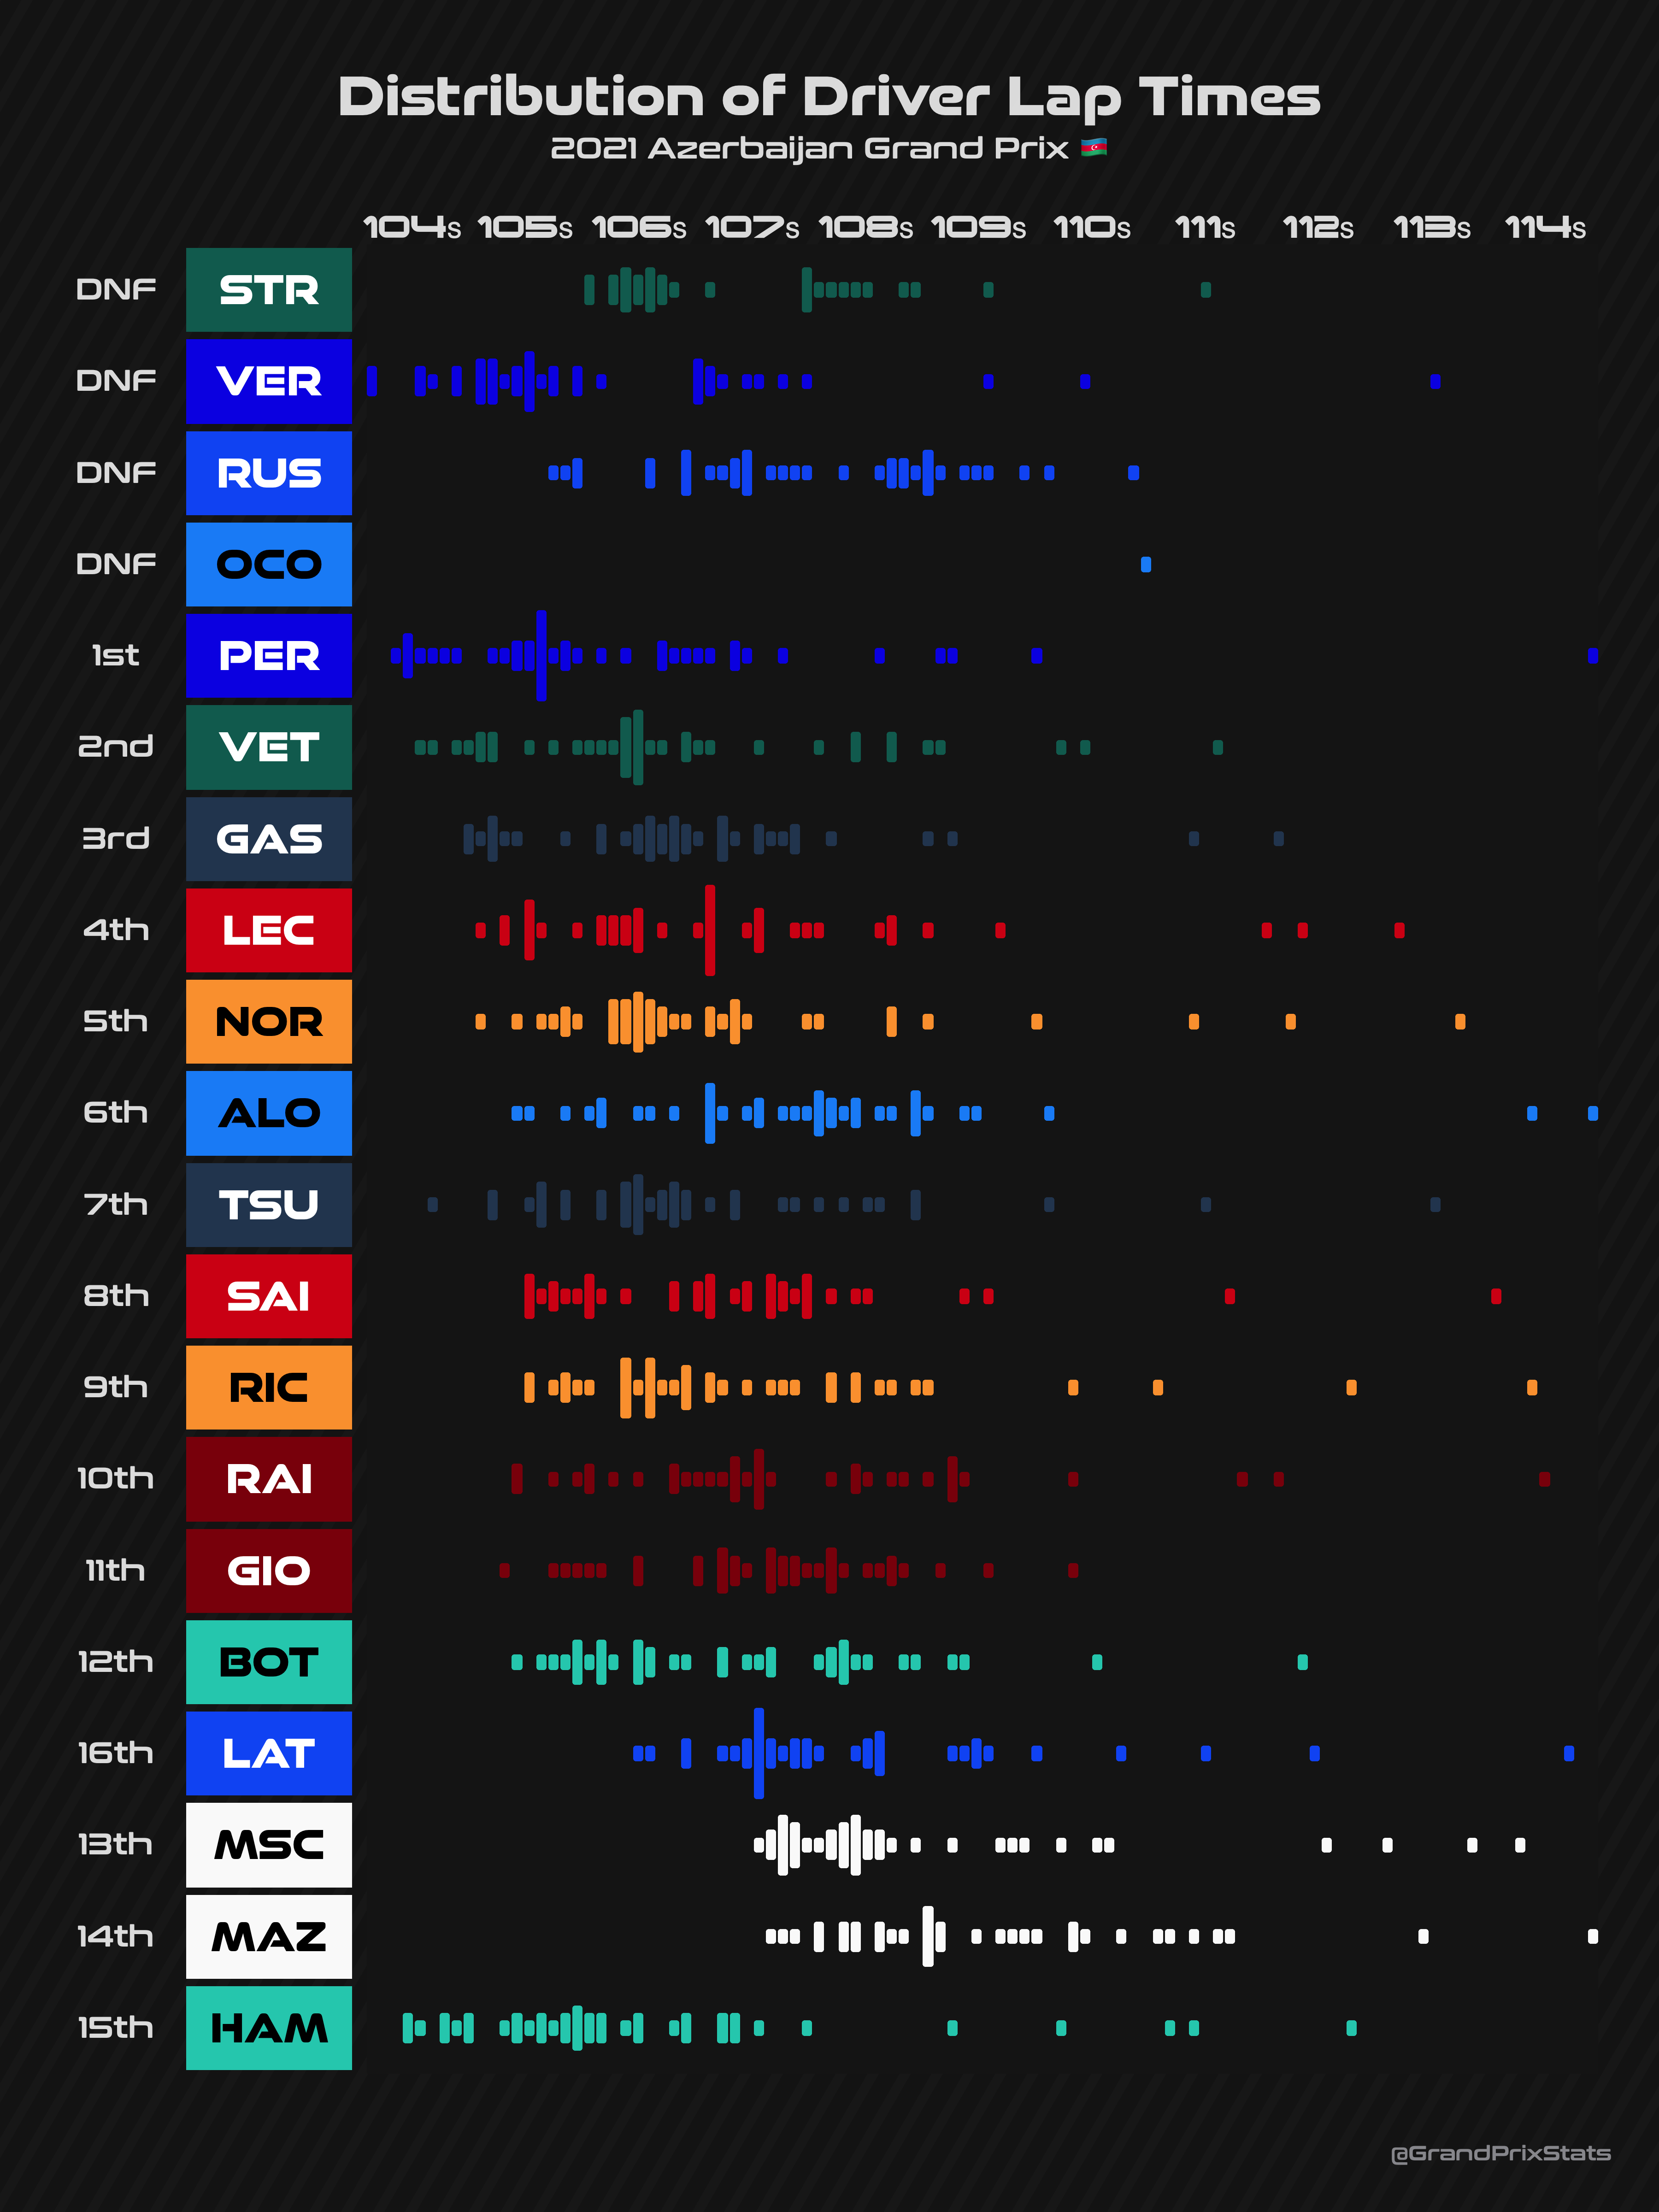 Distribution of Driver Lap Times
2021 Azerbaijan Grand Prix 🇦🇿
104s 105s 106s 107s 108s 109s 110s 111s 112s 113s 114s
DNF STR
DNF VER
DNF RUS
DNF OCO
1st PER
2nd VET
3rd GAS
4th LEC
5th NOR
6th ALO
7th TSU
8th SAI
9th RIC
10th RAI
11th GIO
12th BOT
16th LAT
13th MSC
14th MAZ
15th HAM
@GrandPrixStats